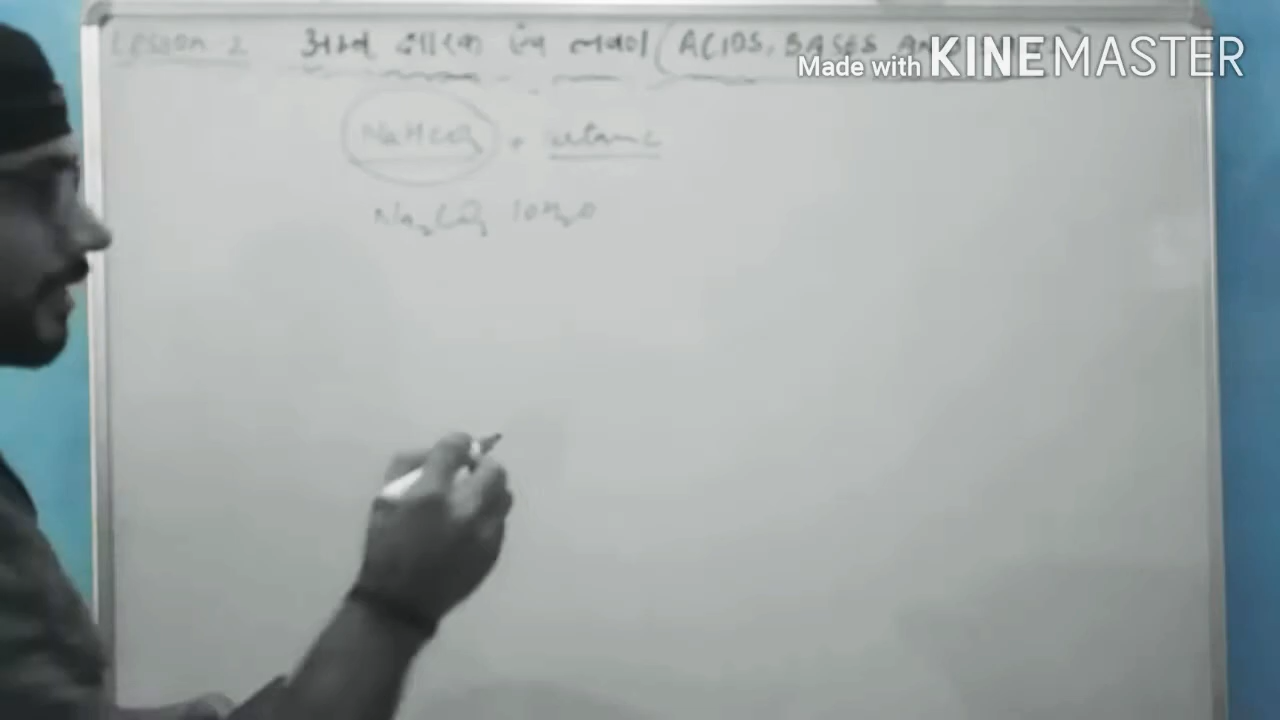 Lesson 2 अम्ल क्षारक एवं लवण (ACIDS, BASES
Made with KINEMASTER
NaHCO3 +
Na2CO3 10H2O